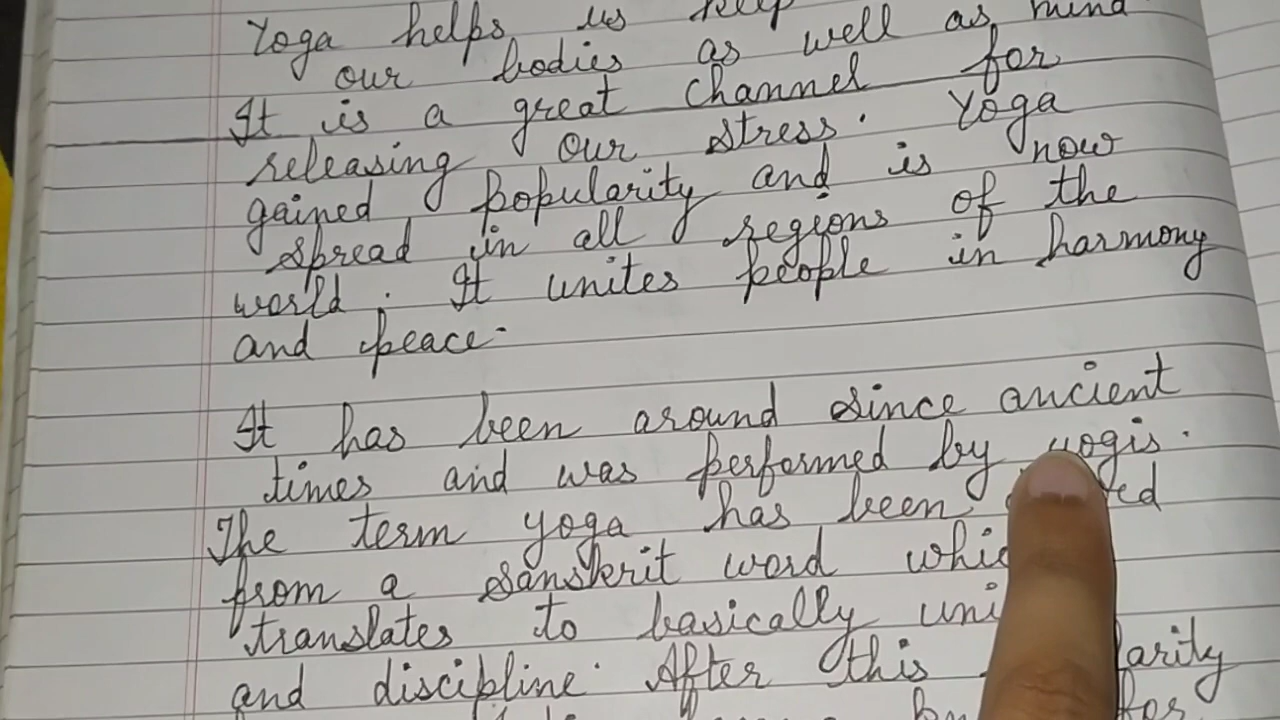 Yoga helps us keep
our bodies as well as mind
It is a great channel for
releasing our stress. Yoga
gained popularity and is now
spread in all regions of the
world. It unites people in harmony
and peace.
It has been around since ancient
times and was performed by yogis.
The term yoga has been
from a sanskrit word
translates to basically
and discipline. After this
for